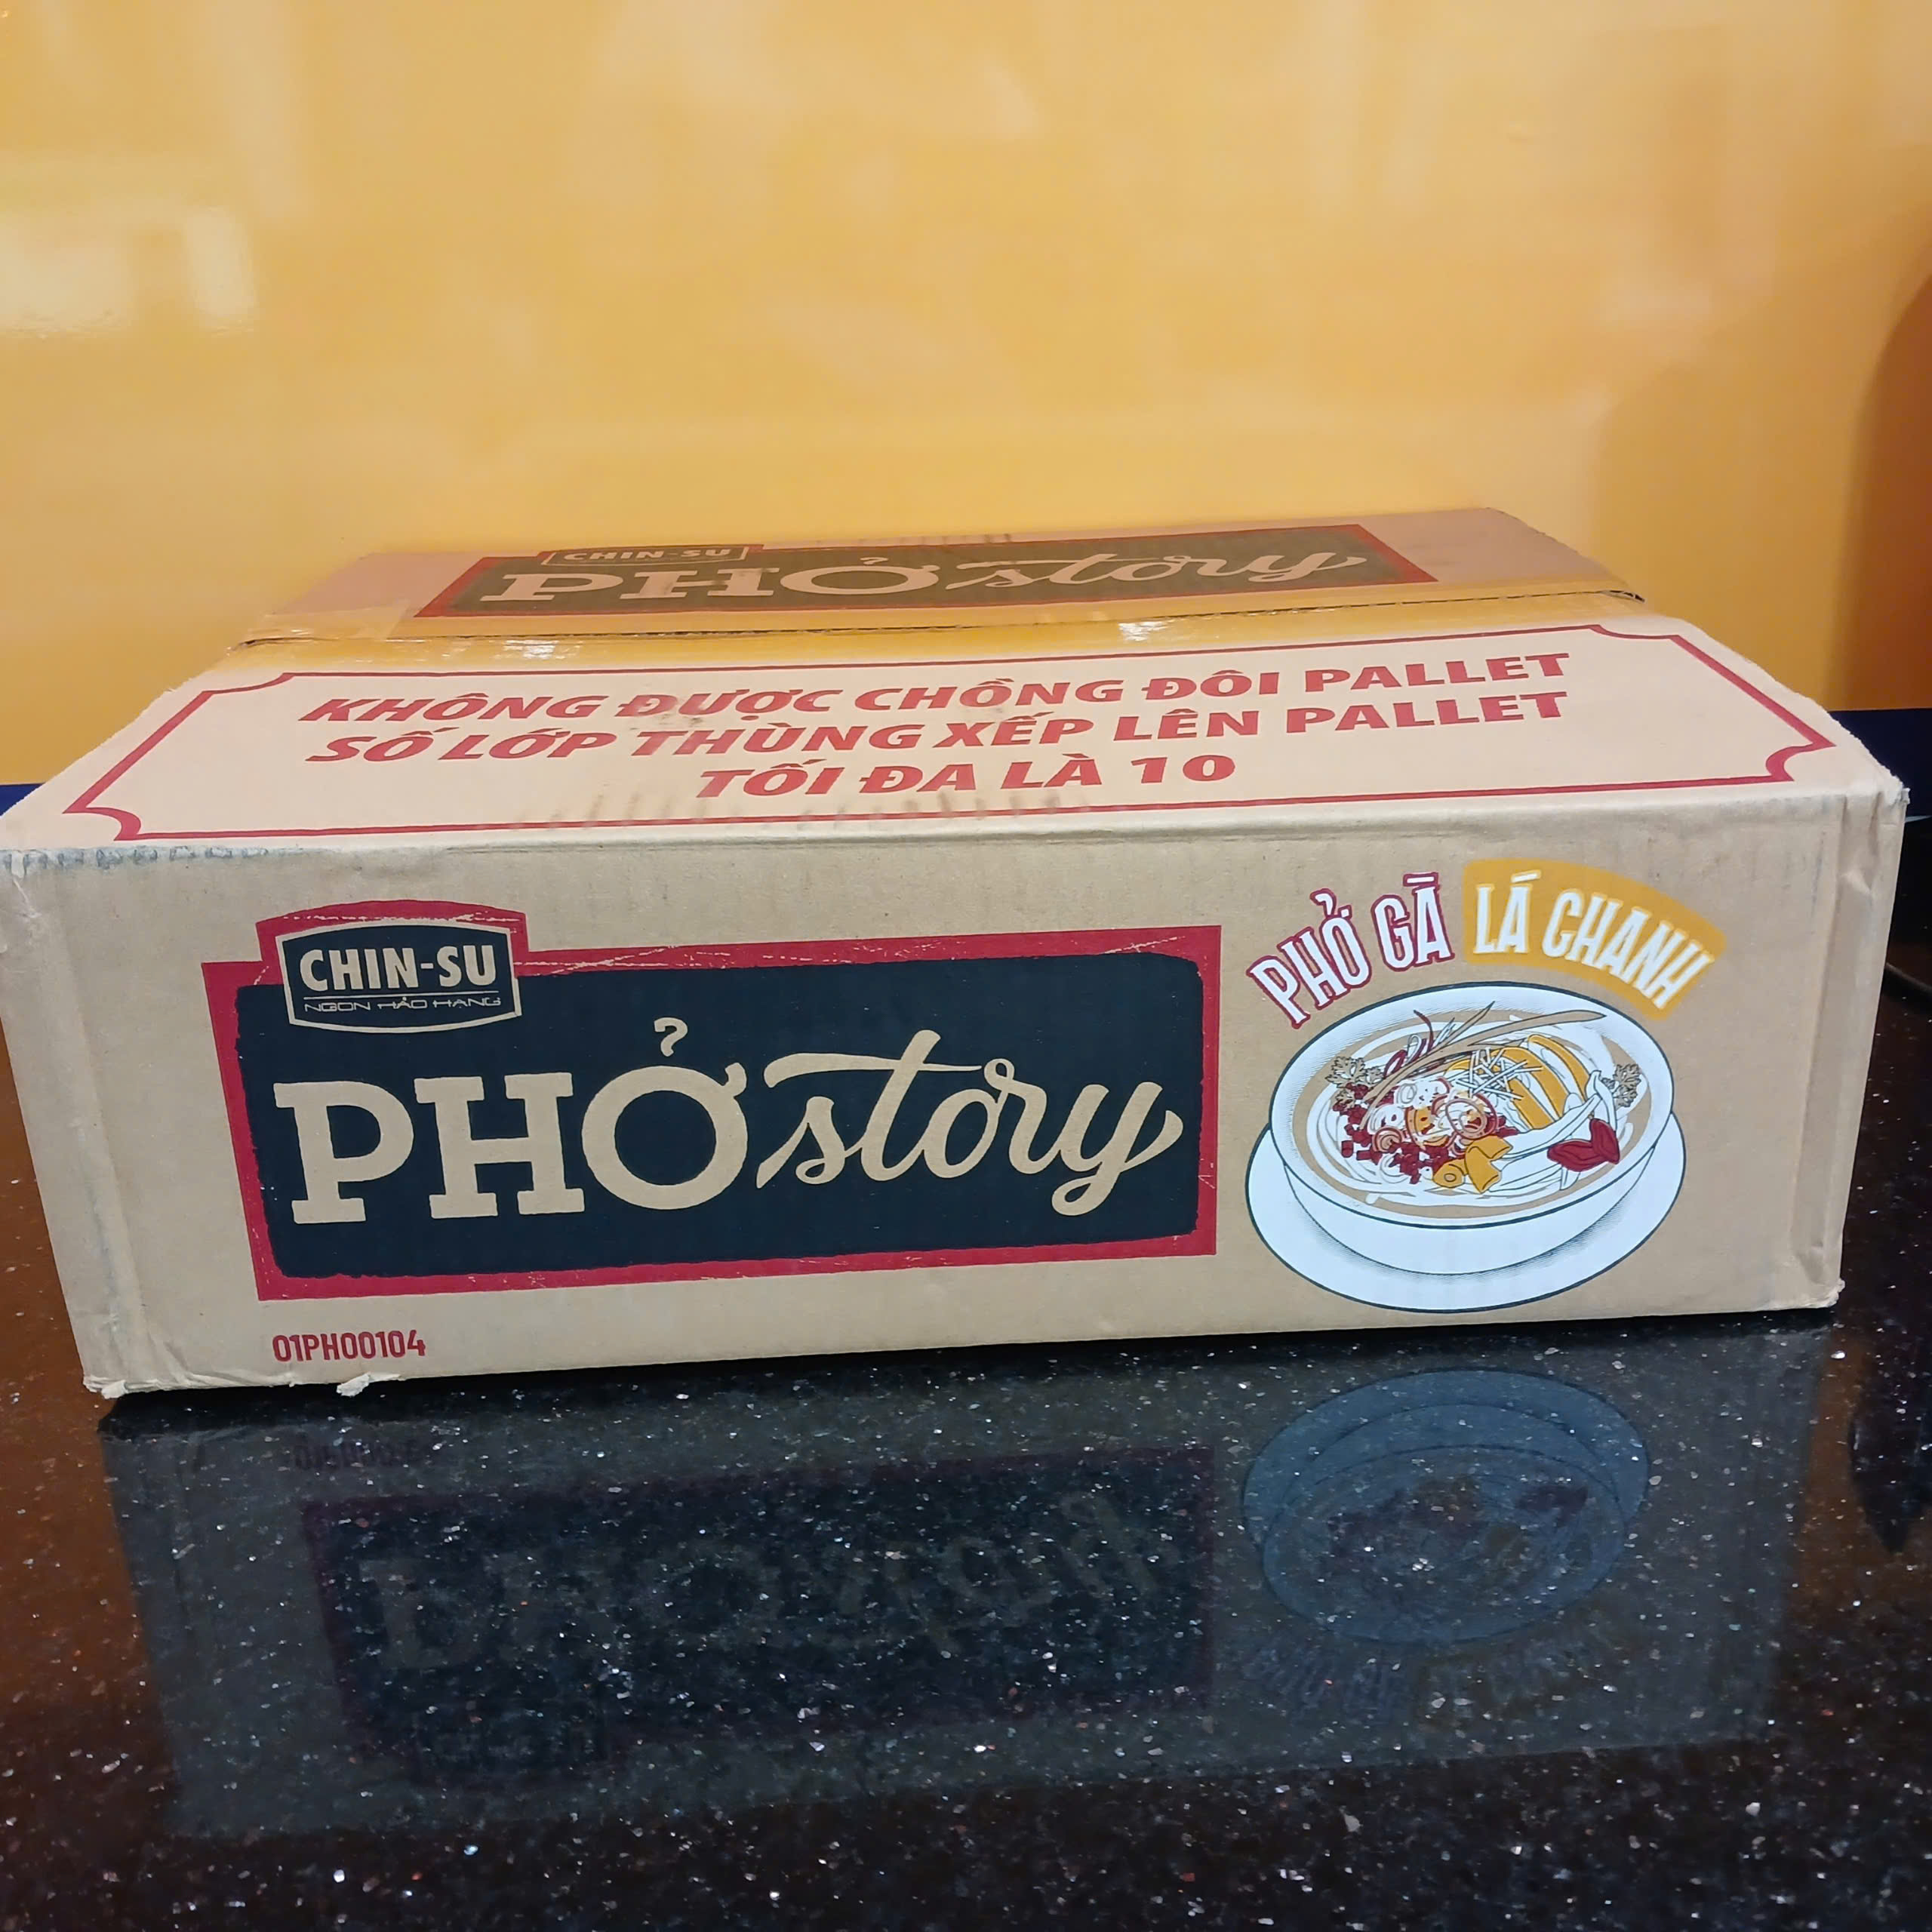 CHIN-SU
PHỞ story
KHÔNG ĐƯỢC CHỒNG ĐÔI PALLET
SỐ LỚP THÙNG XẾP LÊN PALLET
TỐI ĐA LÀ 10
CHIN-SU
NGON HẢO HẠNG
PHỞ story
PHỞ GÀ LÁ CHANH
01PH00104